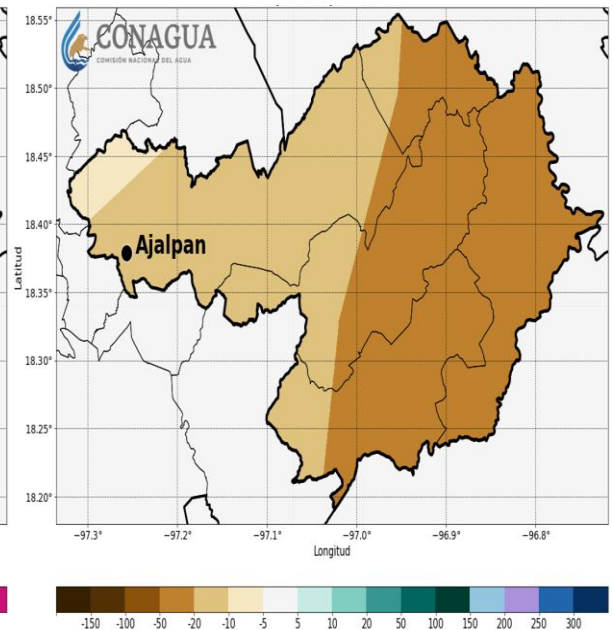 CONAGUA
COMISIÓN NACIONAL DEL AGUA
18.55°
18.50°
18.45°
18.40°
18.35°
18.30°
18.25°
18.20°
Latitud
Ajalpan
−97.3° −97.2° −97.1° −97.0° −96.9° −96.8°
Longitud
-150 -100 -50 -20 -10 -5 5 10 20 50 100 150 200 250 300